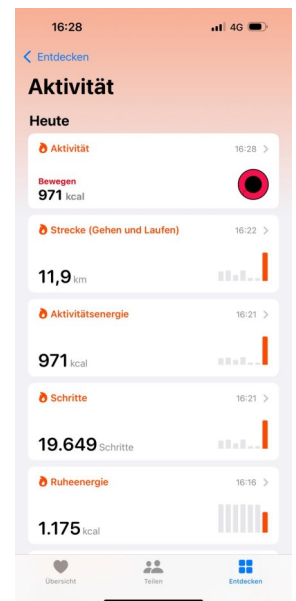 16:28 4G
Entdecken
Aktivität
Heute
Aktivität 16:28
Bewegen
971 kcal
Strecke (Gehen und Laufen) 16:22
11,9 km
Aktivitätsenergie 16:21
971 kcal
Schritte 16:21
19.649 Schritte
Ruheenergie 16:16
1.175 kcal
Übersicht Teilen Entdecken